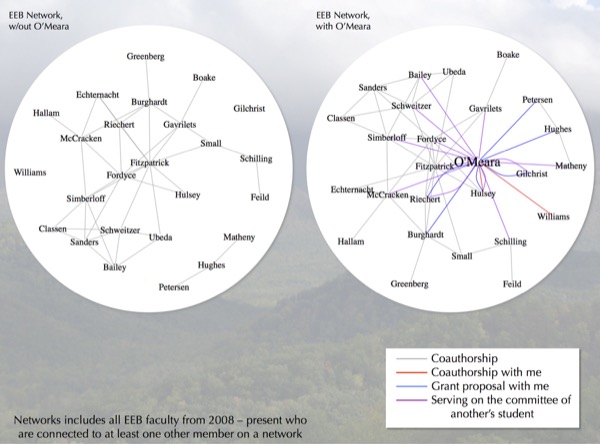 EEB Network,
w/out O'Meara
Greenberg
Boake
Echternacht
Burghardt
Gilchrist
Hallam
Riechert
Gavrilets
McCracken
Small
Schilling
Fitzpatrick
Williams
Fordyce
Simberloff
Hulsey
Feild
Classen
Schweitzer
Sanders
Ubeda
Matheny
Bailey
Hughes
Petersen
EEB Network,
with O'Meara
Boake
Bailey
Ubeda
Sanders
Petersen
Schweitzer
Gavrilets
Classen
Hughes
Simberloff
Fordyce
Fitzpatrick
O'Meara
Matheny
Gilchrist
Echternacht
McCracken
Riechert
Hulsey
Williams
Burghardt
Hallam
Schilling
Small
Greenberg
Feild
Coauthorship
Coauthorship with me
Grant proposal with me
Serving on the committee of
another's student
Networks includes all EEB faculty from 2008 – present who
are connected to at least one other member on a network